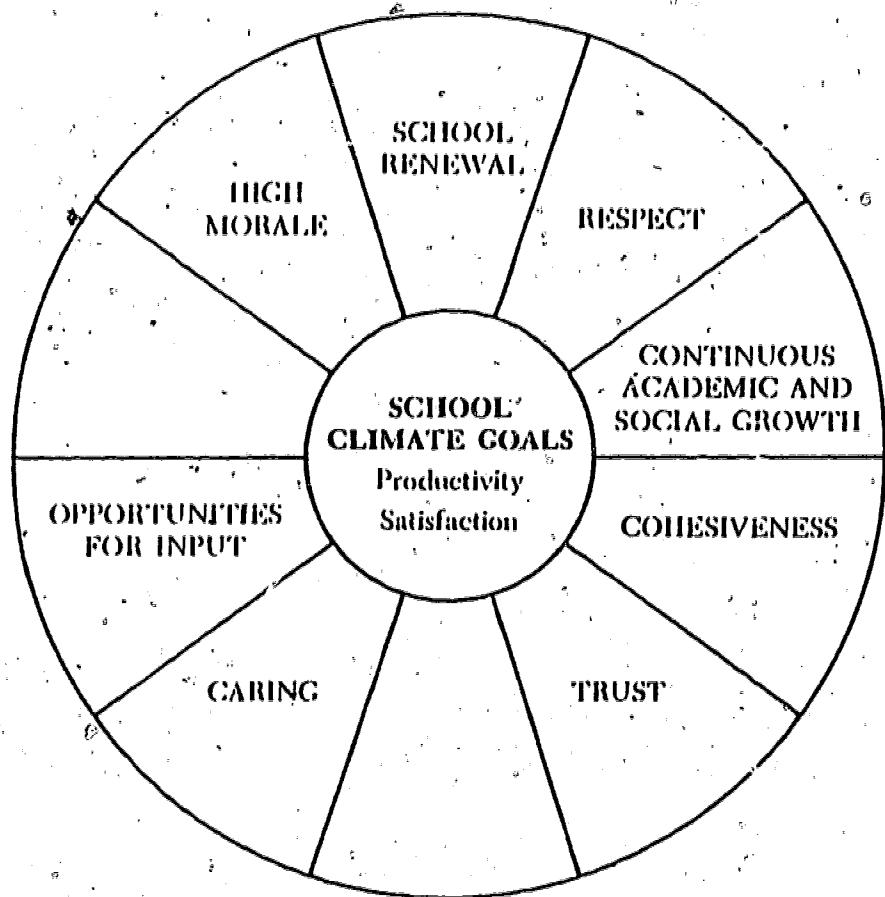 SCHOOL
RENEWAL
HIGH
MORALE
RESPECT
CONTINUOUS
ACADEMIC AND
SOCIAL GROWTH
SCHOOL
CLIMATE GOALS
Productivity
Satisfaction
OPPORTUNITIES
FOR INPUT
COHESIVENESS
CARING
TRUST